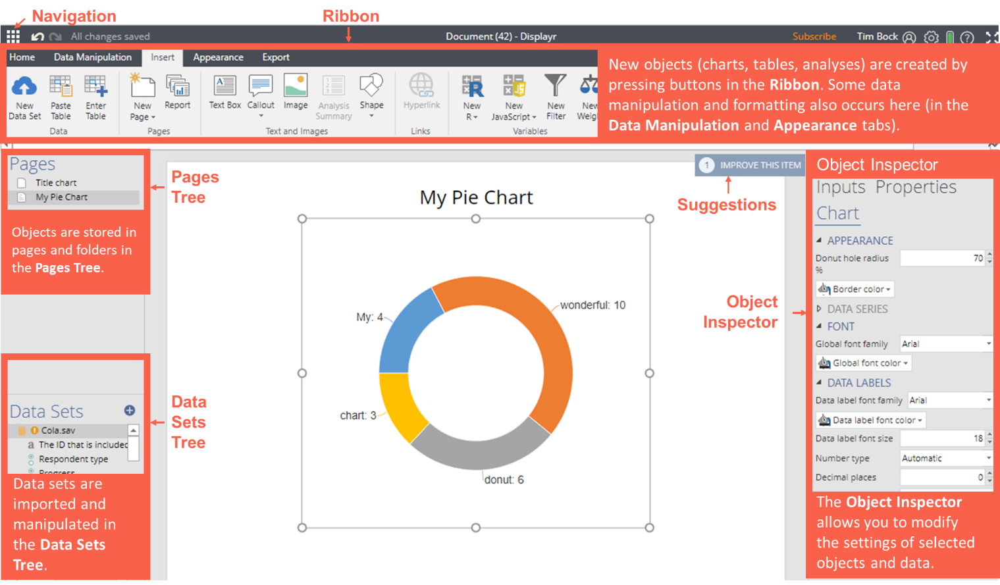 Navigation
Ribbon
All changes saved
Document (42) - Displayr
Subscribe
Tim Bock
Home
Data Manipulation
Insert
Appearance
Export
New
Data Set
Paste
Table
Enter
Table
Data
New
Page
Report
Pages
Text Box
Callout
Image
Analysis
Summary
Shape
Text and Images
Hyperlink
Links
New
R
New
JavaScript
New
Filter
New
Weigh
Variables
New objects (charts, tables, analyses) are created by
pressing buttons in the Ribbon. Some data
manipulation and formatting also occurs here (in the
Data Manipulation and Appearance tabs).
Pages
Title chart
My Pie Chart
Objects are stored in
pages and folders in
the Pages Tree.
Pages
Tree
1 IMPROVE THIS ITEM
Suggestions
My Pie Chart
wonderful: 10
My: 4
chart: 3
donut: 6
Data Sets
Cola.sav
a The ID that is included
Respondent type
Progress
Data sets are
imported and
manipulated in
the Data Sets
Tree.
Data
Sets
Tree
Object
Inspector
Object Inspector
Inputs Properties
Chart
APPEARANCE
Donut hole radius 70
%
Border color
DATA SERIES
FONT
Global font family Arial
Global font color
DATA LABELS
Data label font family Arial
Data label font color
Data label font size 18
Number type Automatic
Decimal places 0
The Object Inspector
allows you to modify
the settings of selected
objects and data.